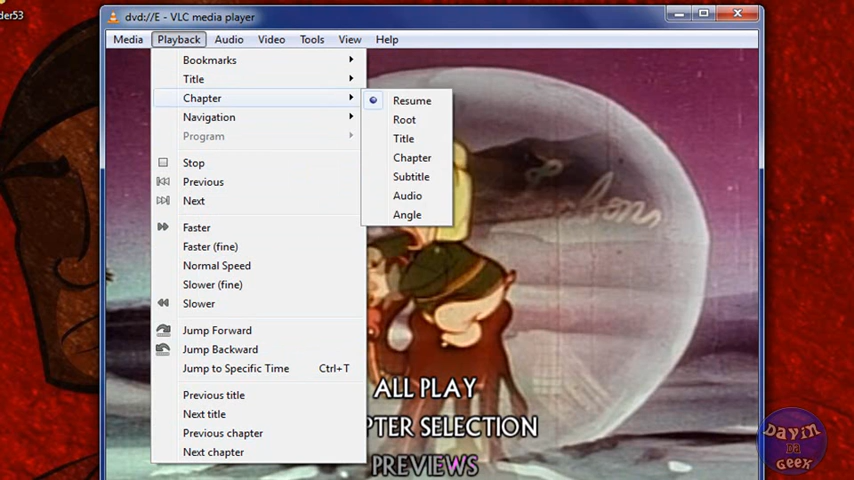 der53
dvd://E - VLC media player
Media Playback Audio Video Tools View Help
Bookmarks
Title
Chapter
Navigation
Program
Stop
Previous
Next
Faster
Faster (fine)
Normal Speed
Slower (fine)
Slower
Jump Forward
Jump Backward
Jump to Specific Time Ctrl+T
Previous title
Next title
Previous chapter
Next chapter
Resume
Root
Title
Chapter
Subtitle
Audio
Angle
ALL PLAY
PTER SELECTION
PREVIEWS
Davin
Da
Geek